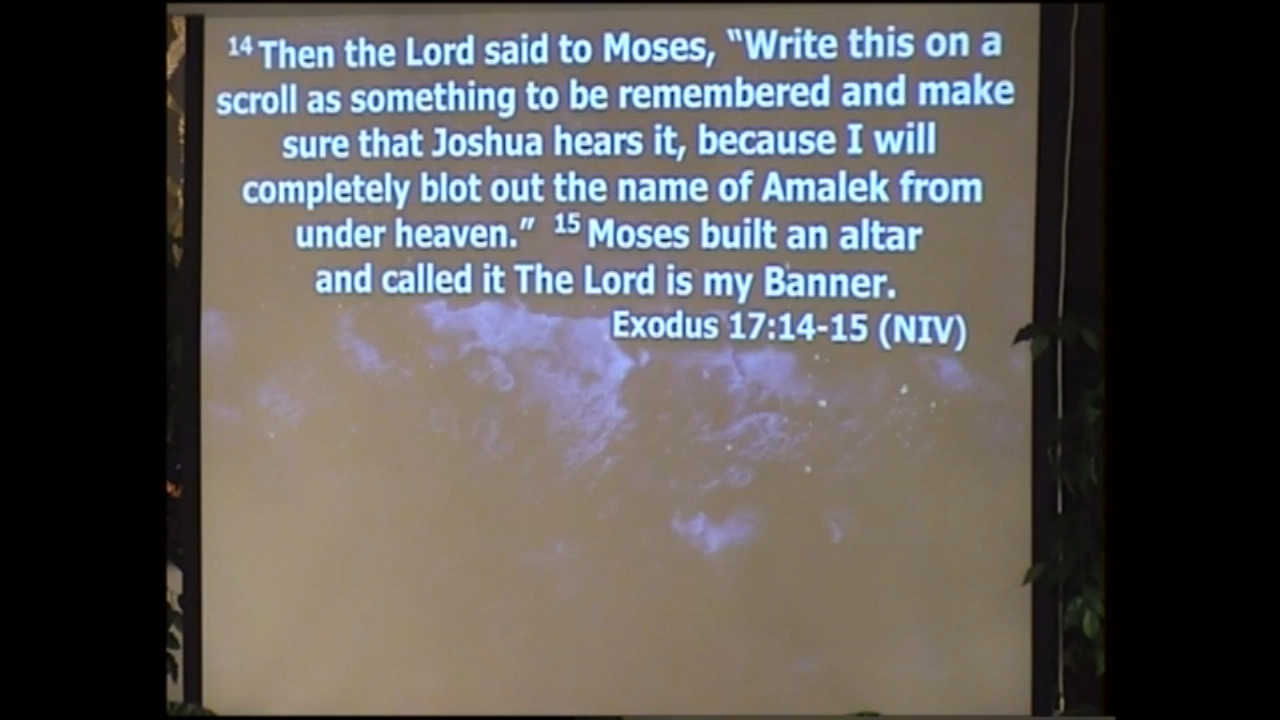 14 Then the Lord said to Moses, “Write this on a
scroll as something to be remembered and make
sure that Joshua hears it, because I will
completely blot out the name of Amalek from
under heaven.” 15 Moses built an altar
and called it The Lord is my Banner.
Exodus 17:14-15 (NIV)